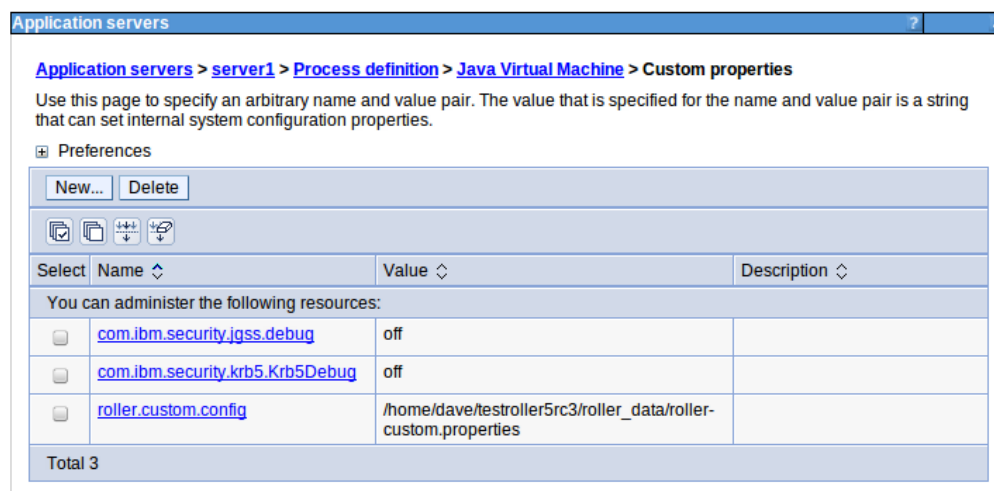 Application servers ?
Application servers > server1 > Process definition > Java Virtual Machine > Custom properties
Use this page to specify an arbitrary name and value pair. The value that is specified for the name and value pair is a string
that can set internal system configuration properties.
Preferences
New... Delete
Select Name Value Description
You can administer the following resources:
com.ibm.security.jgss.debug off
com.ibm.security.krb5.Krb5Debug off
roller.custom.config /home/dave/testroller5rc3/roller_data/roller-
custom.properties
Total 3